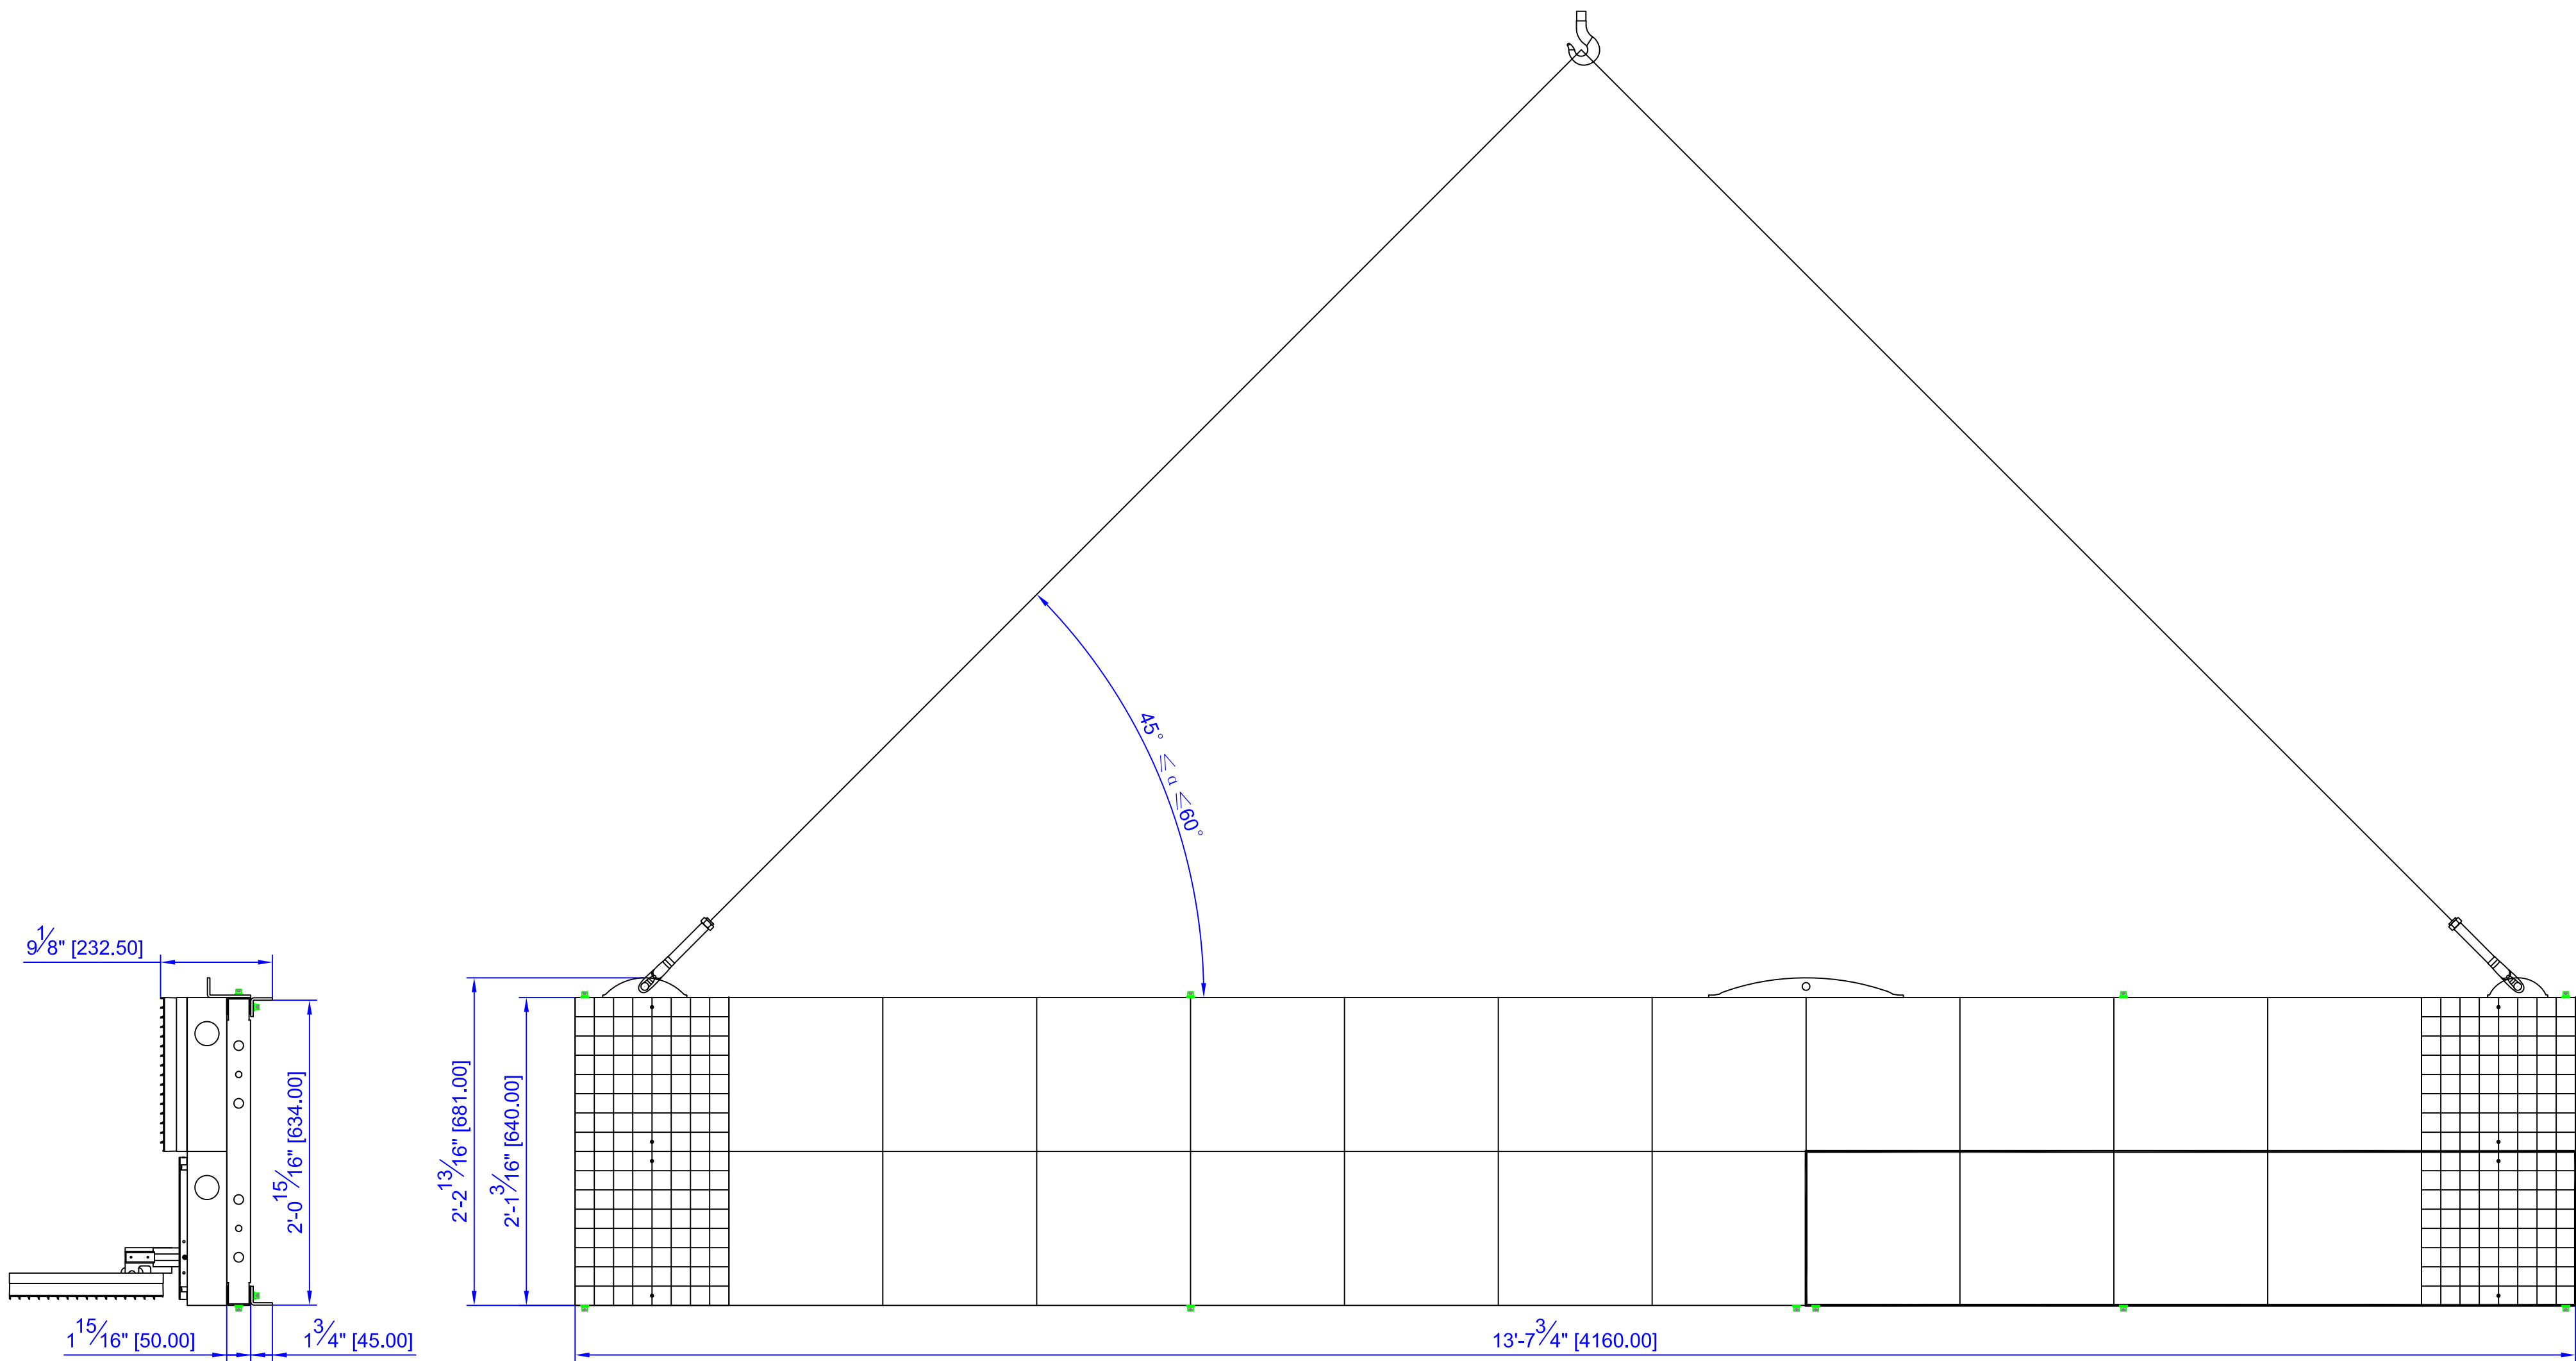 45° ≤ α ≤60°
9 1/8" [232.50]
2'-0 15/16" [634.00]
2'-2 13/16" [681.00]
2'-1 3/16" [640.00]
1 15/16" [50.00]
1 3/4" [45.00]
13'-7 3/4" [4160.00]